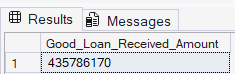 Results Messages
Good_Loan_Received_Amount
1 435786170